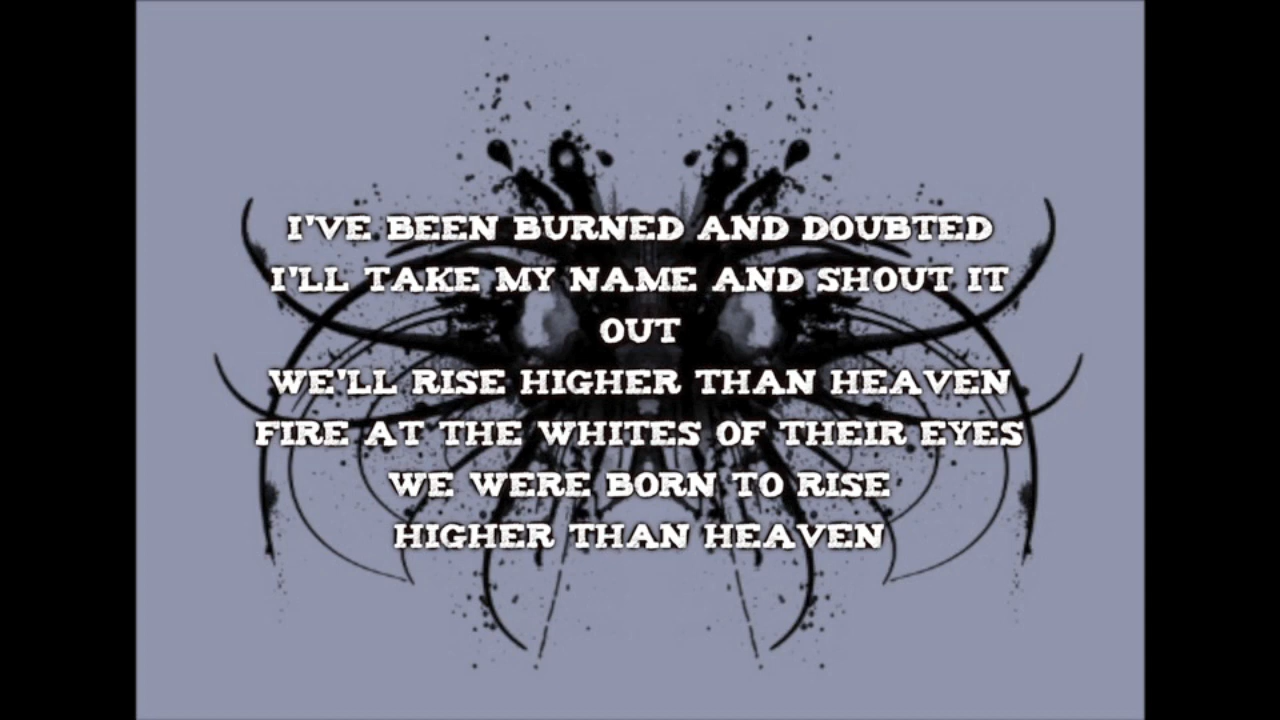 I'VE BEEN BURNED AND DOUBTED
I'LL TAKE MY NAME AND SHOUT IT
OUT
WE'LL RISE HIGHER THAN HEAVEN
FIRE AT THE WHITES OF THEIR EYES
WE WERE BORN TO RISE
HIGHER THAN HEAVEN